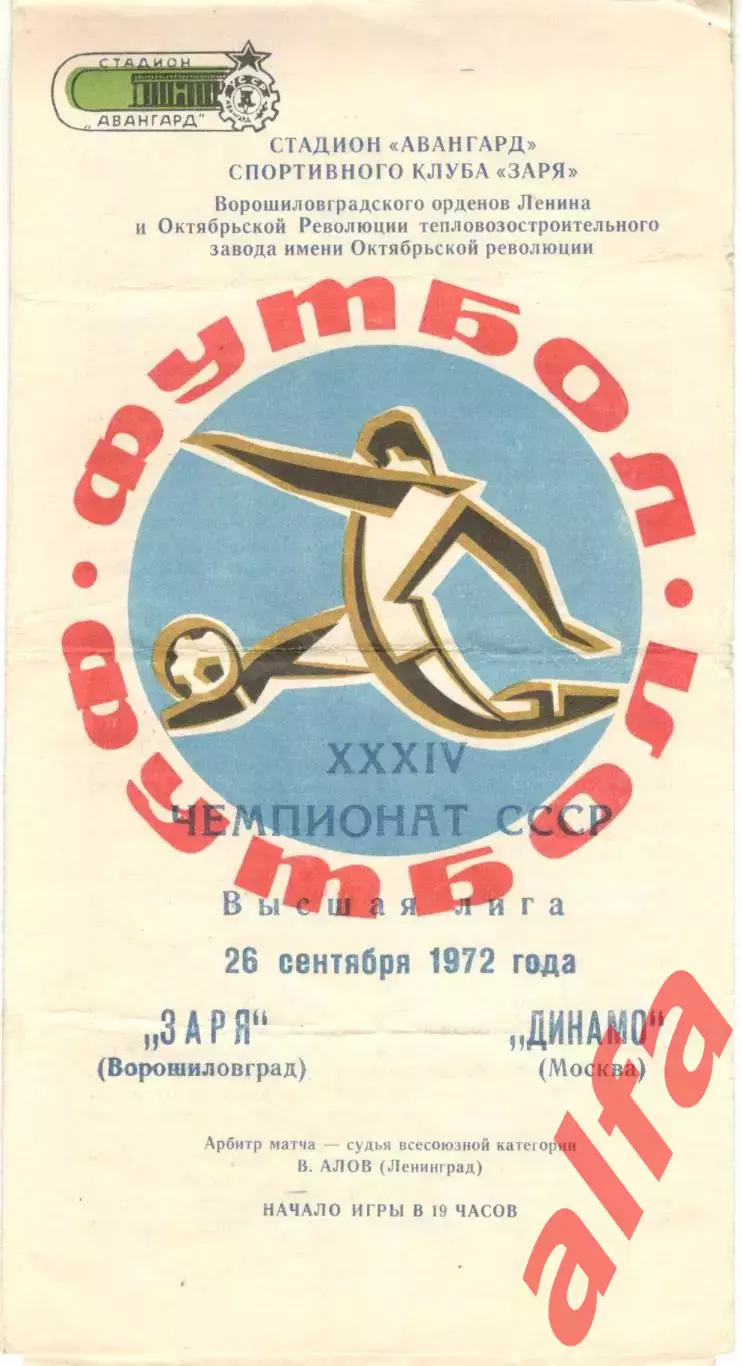 СТАДИОН
„АВАНГАРД"
УССР
АВАНГАРД
СТАДИОН «АВАНГАРД»
СПОРТИВНОГО КЛУБА «ЗАРЯ»
Ворошиловградского орденов Ленина
и Октябрьской Революции тепловозостроительного
завода имени Октябрьской революции
ФУТБОЛ · ФУТБОЛ ·
XXXIV
ЧЕМПИОНАТ СССР
Высшая лига
26 сентября 1972 года
„ЗАРЯ" „ДИНАМО"
(Ворошиловград) (Москва)
Арбитр матча — судья всесоюзной категории
В. АЛОВ (Ленинград)
НАЧАЛО ИГРЫ В 19 ЧАСОВ
alfa